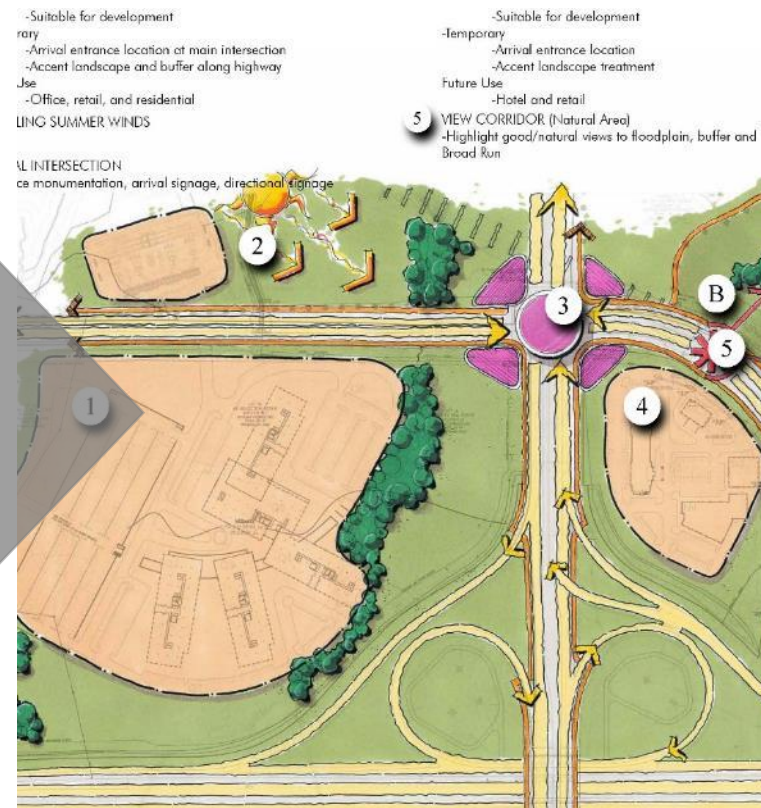 -Suitable for development
rary
-Arrival entrance location at main intersection
-Accent landscape and buffer along highway
Use
-Office, retail, and residential
LING SUMMER WINDS
AL INTERSECTION
ce monumentation, arrival signage, directional signage
-Suitable for development
-Temporary
-Arrival entrance location
-Accent landscape treatment
Future Use
-Hotel and retail
5 VIEW CORRIDOR (Natural Area)
-Highlight good/natural views to floodplain, buffer and
Broad Run
2
3
B
5
1
4